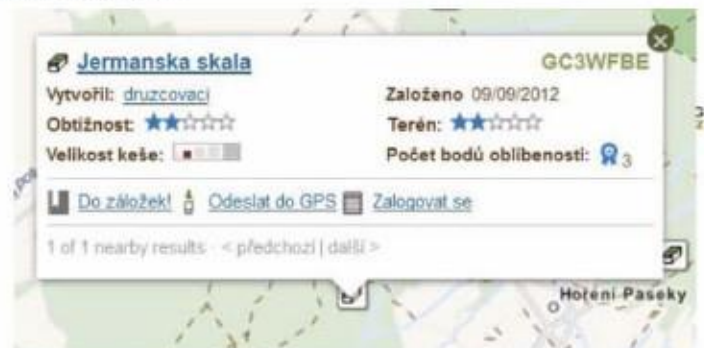 Jermanska skala GC3WFBE
Vytvořil: druzcovaci Založeno 09/09/2012
Obtížnost: Terén:
Velikost keše: Počet bodů oblíbenosti: 3
Do záložek! Odeslat do GPS Zalogovat se
1 of 1 nearby results - < předchozí | další >
Hoření Paseky